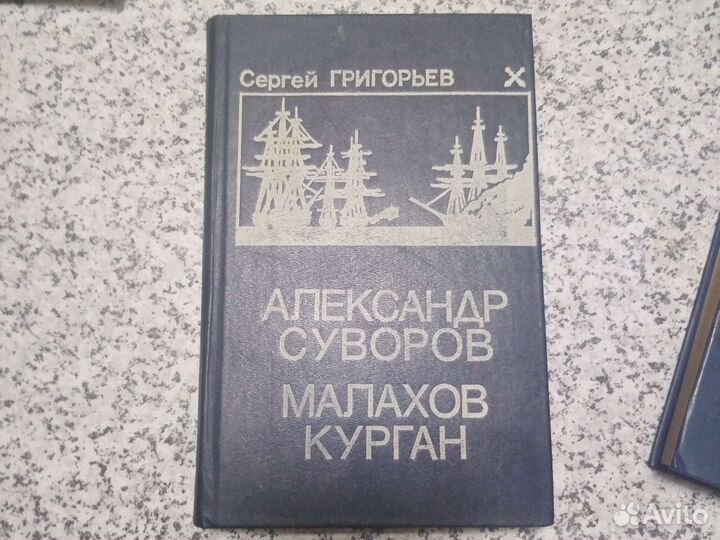 Сергей ГРИГОРЬЕВ
АЛЕКСАНДР
СУВОРОВ
МАЛАХОВ
КУРГАН
Avito